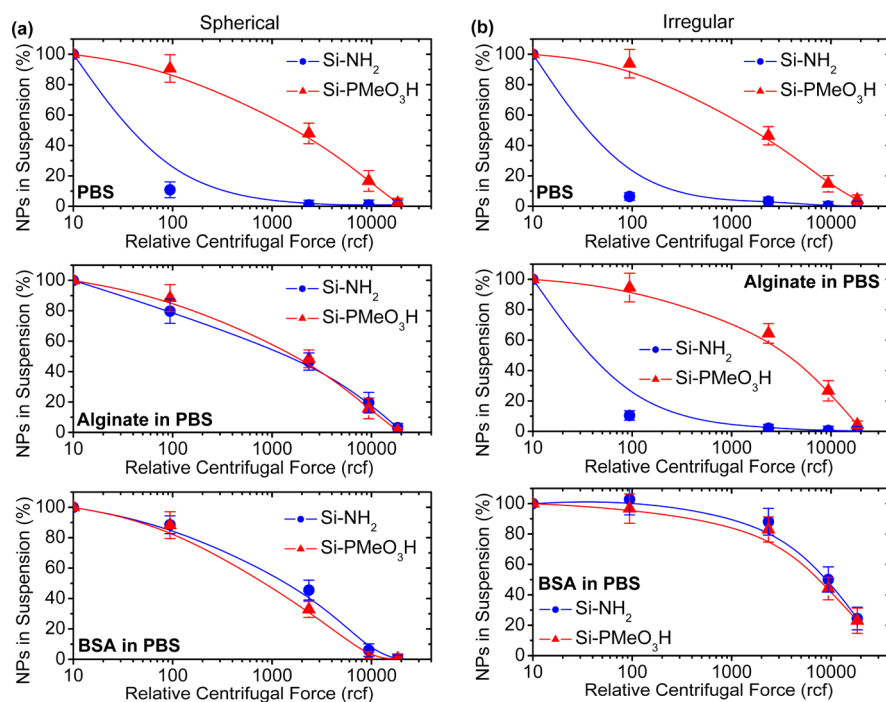 (a)
Spherical
NPs in Suspension (%)
100
80
60
40
20
0
Si-NH2
Si-PMeO3H
PBS
10
100
1000
10000
Relative Centrifugal Force (rcf)
(b)
Irregular
NPs in Suspension (%)
100
80
60
40
20
0
Si-NH2
Si-PMeO3H
PBS
10
100
1000
10000
Relative Centrifugal Force (rcf)
NPs in Suspension (%)
100
80
60
40
20
0
Si-NH2
Si-PMeO3H
Alginate in PBS
10
100
1000
10000
Relative Centrifugal Force (rcf)
NPs in Suspension (%)
100
80
60
40
20
0
Alginate in PBS
Si-NH2
Si-PMeO3H
10
100
1000
10000
Relative Centrifugal Force (rcf)
NPs in Suspension (%)
100
80
60
40
20
0
Si-NH2
Si-PMeO3H
BSA in PBS
10
100
1000
10000
Relative Centrifugal Force (rcf)
NPs in Suspension (%)
100
80
60
40
20
BSA in PBS
Si-NH2
Si-PMeO3H
10
100
1000
10000
Relative Centrifugal Force (rcf)